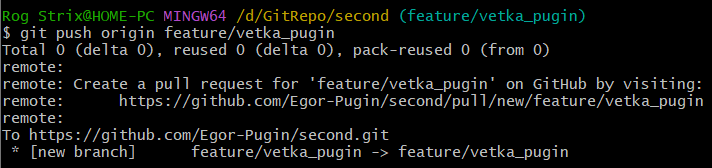 Rog Strix@HOME-PC MINGW64 /d/GitRepo/second (feature/vetka_pugin)
$ git push origin feature/vetka_pugin
Total 0 (delta 0), reused 0 (delta 0), pack-reused 0 (from 0)
remote:
remote: Create a pull request for 'feature/vetka_pugin' on GitHub by visiting:
remote:      https://github.com/Egor-Pugin/second/pull/new/feature/vetka_pugin
remote:
To https://github.com/Egor-Pugin/second.git
 * [new branch]      feature/vetka_pugin -> feature/vetka_pugin